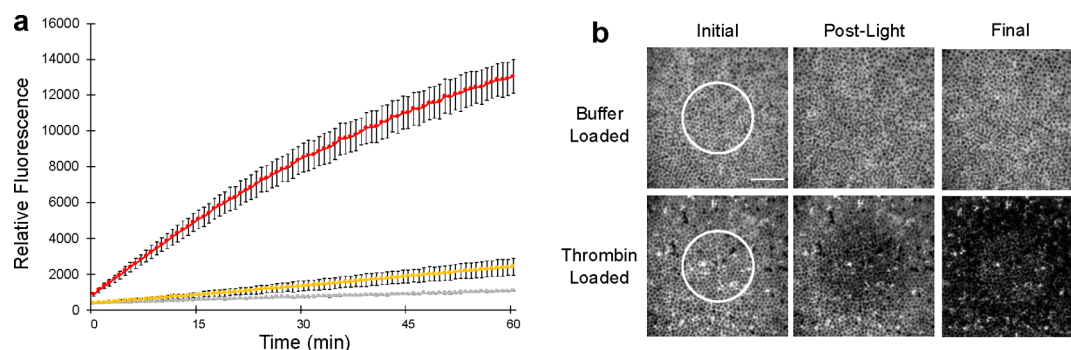 a
16000
14000
12000
10000
8000
6000
4000
2000
0
Relative Fluorescence
0 15 30 45 60
Time (min)
b
Initial Post-Light Final
Buffer
Loaded
Thrombin
Loaded